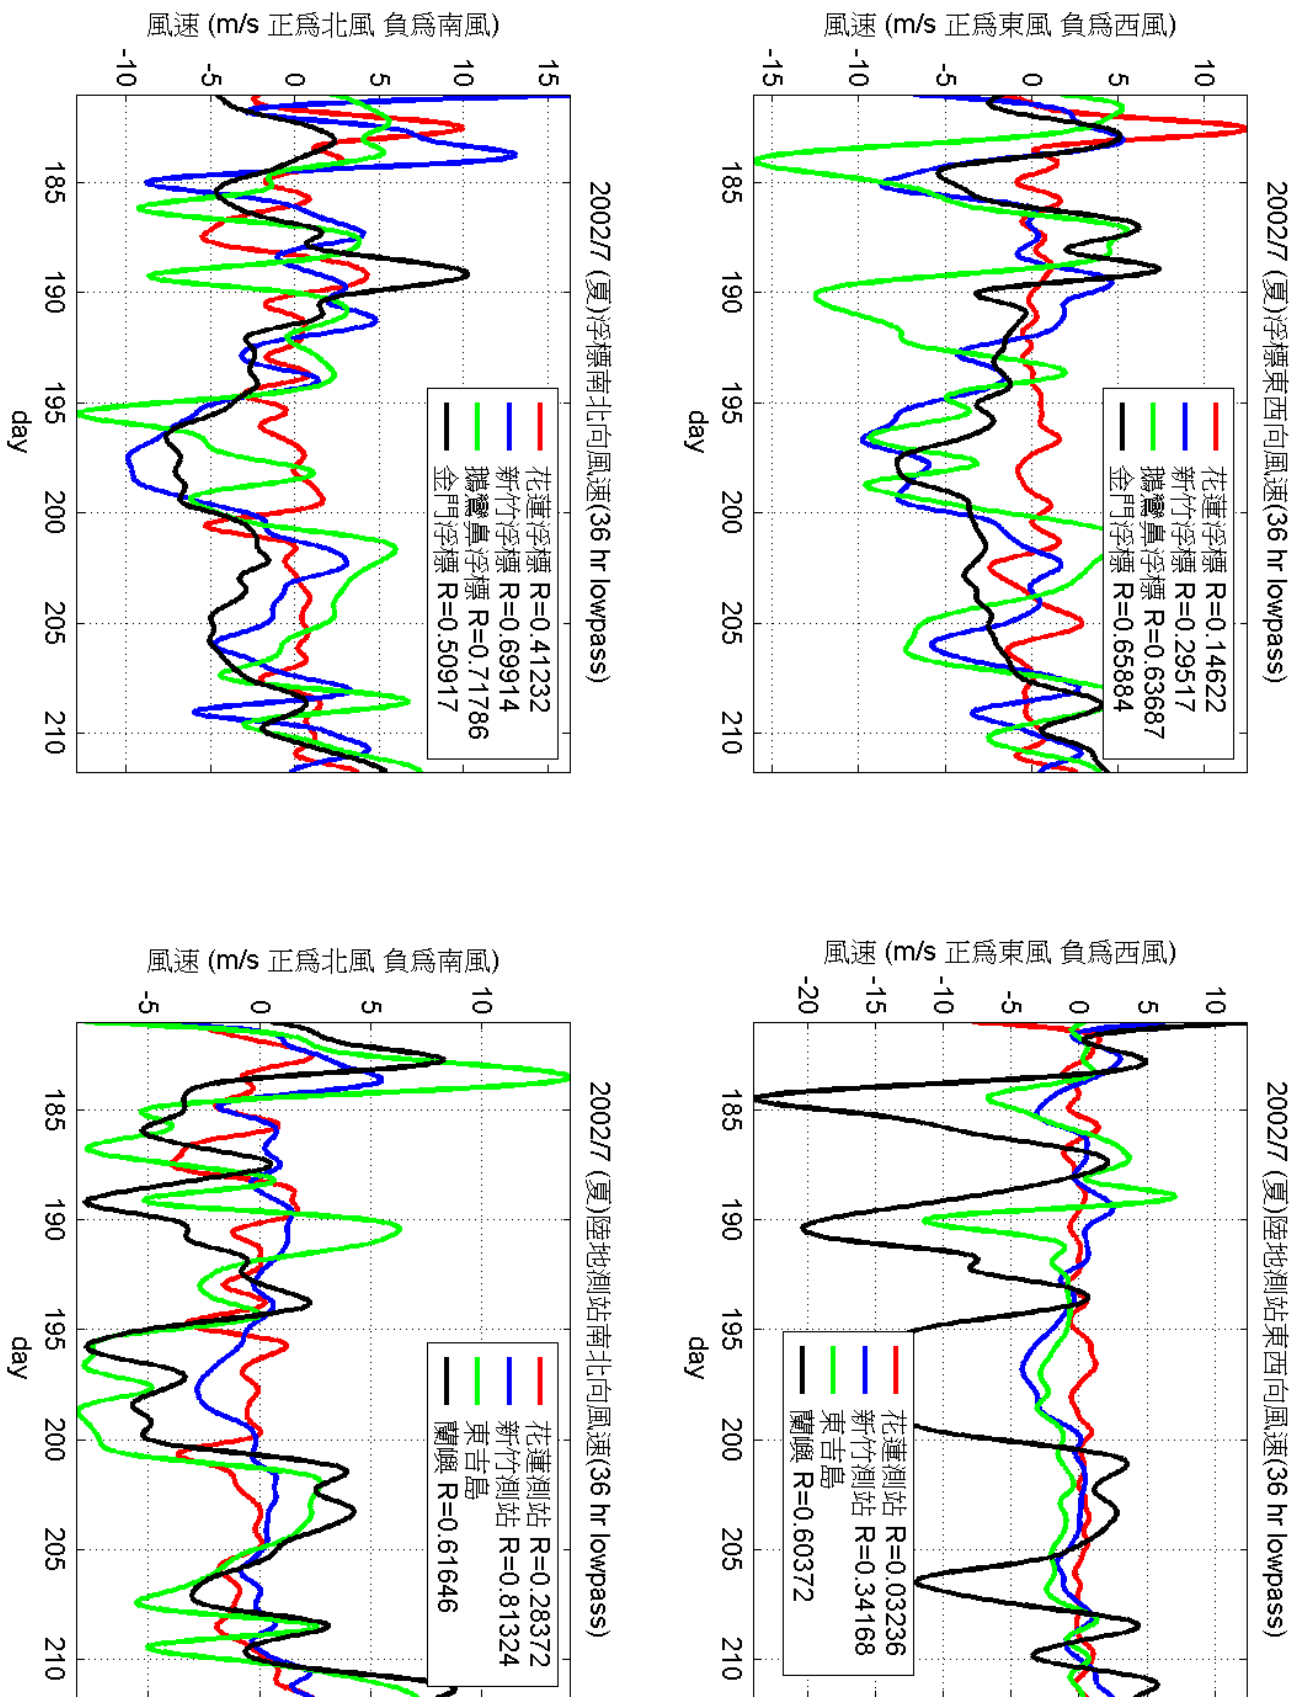 2002/7 (夏)浮標東西向風速(36 hr lowpass)
風速 (m/s 正爲東風 負爲西風)
10
5
0
-5
-10
-15
185
190
195
200
205
210
day
花蓮浮標 R=0.14622
新竹浮標 R=0.29517
鵝鸞鼻浮標 R=0.63687
金門浮標 R=0.65884
2002/7 (夏)陸地測站東西向風速(36 hr lowpass)
風速 (m/s 正爲東風 負爲西風)
10
5
0
-5
-10
-15
-20
185
190
195
200
205
210
day
花蓮測站 R=0.03236
新竹測站 R=0.34168
東吉島
蘭嶼 R=0.60372
2002/7 (夏)浮標南北向風速(36 hr lowpass)
風速 (m/s 正爲北風 負爲南風)
15
10
5
0
-5
-10
185
190
195
200
205
210
day
花蓮浮標 R=0.41232
新竹浮標 R=0.69914
鵝鸞鼻浮標 R=0.71786
金門浮標 R=0.50917
2002/7 (夏)陸地測站南北向風速(36 hr lowpass)
風速 (m/s 正爲北風 負爲南風)
10
5
0
-5
185
190
195
200
205
210
day
花蓮測站 R=0.28372
新竹測站 R=0.81324
東吉島
蘭嶼 R=0.61646